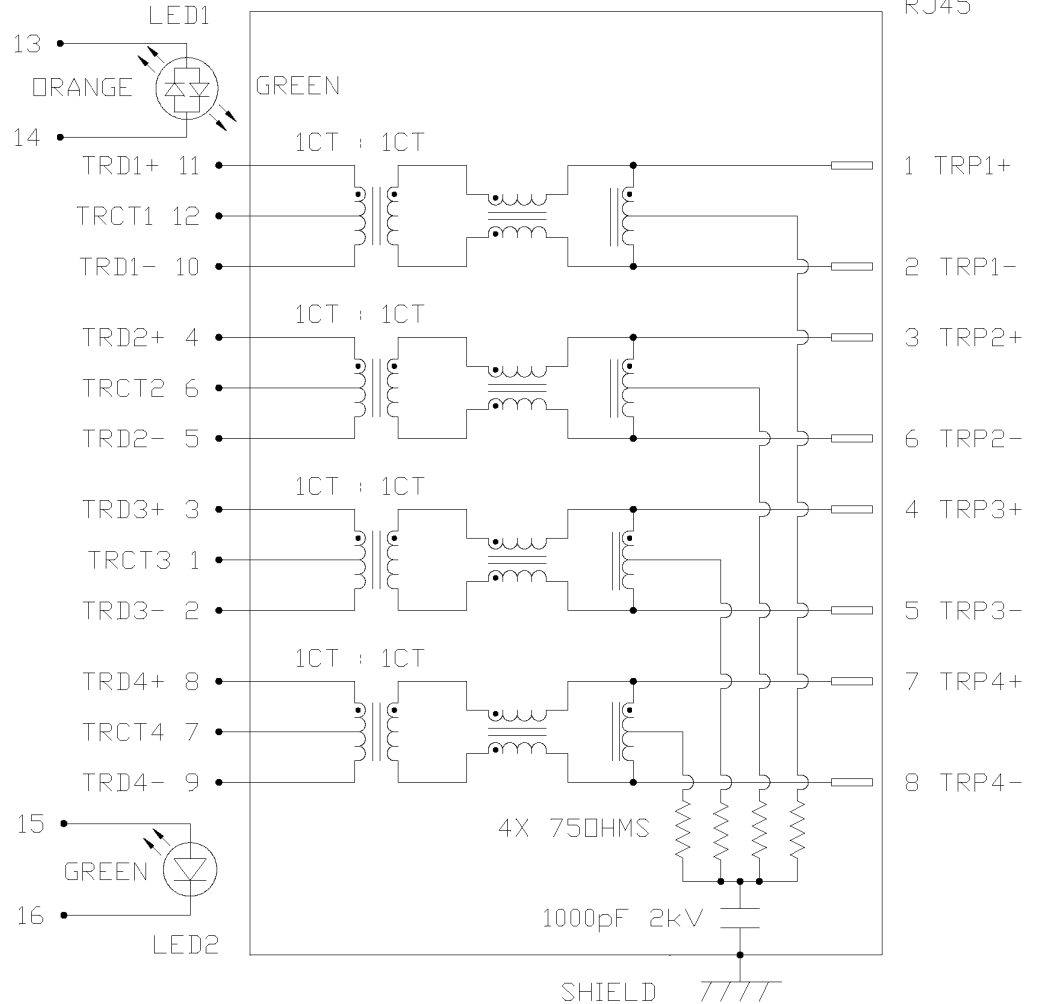 LED1
RJ45
13
ORANGE
GREEN
14
1CT : 1CT
TRD1+ 11
1 TRP1+
TRCT1 12
TRD1- 10
2 TRP1-
1CT : 1CT
TRD2+ 4
3 TRP2+
TRCT2 6
TRD2- 5
6 TRP2-
1CT : 1CT
TRD3+ 3
4 TRP3+
TRCT3 1
TRD3- 2
5 TRP3-
1CT : 1CT
TRD4+ 8
7 TRP4+
TRCT4 7
TRD4- 9
8 TRP4-
15
4X 75OHMS
GREEN
16
1000pF 2kV
LED2
SHIELD